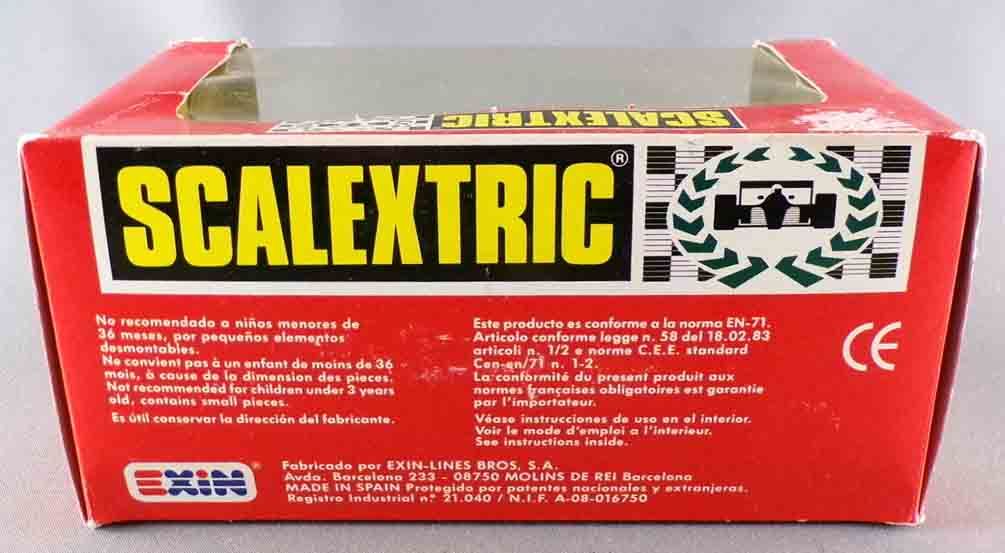 SCALEXTRIC
SCALEXTRIC®
No recomendado a niños menores de
36 meses, por pequeños elementos
desmontables.
Ne convient pas à un enfant de moins de 36
mois, à cause de la dimension des pieces.
Not recommended for children under 3 years
old, contains small pieces.
Es útil conservar la dirección del fabricante.
Este producto es conforme a la norma EN-71.
Articolo conforme legge n. 58 del 18.02.83
articoli n. 1/2 e norme C.E.E. standard
Cen-en/71 n. 1-2.
La conformité du present produit aux
normes françaises obligatoires est garantie
par l'importateur.
Véase instrucciones de uso en el interior.
Voir le mode d'emploi a l'interieur.
See instructions inside.
CE
EXIN®
Fabricado por EXIN-LINES BROS, S.A.
Avda. Barcelona 233 - 08750 MOLINS DE REI Barcelona
MADE IN SPAIN Protegido por patentes nacionales y extranjeras.
Registro Industrial n.º 21.040 / N.I.F. A-08-016750